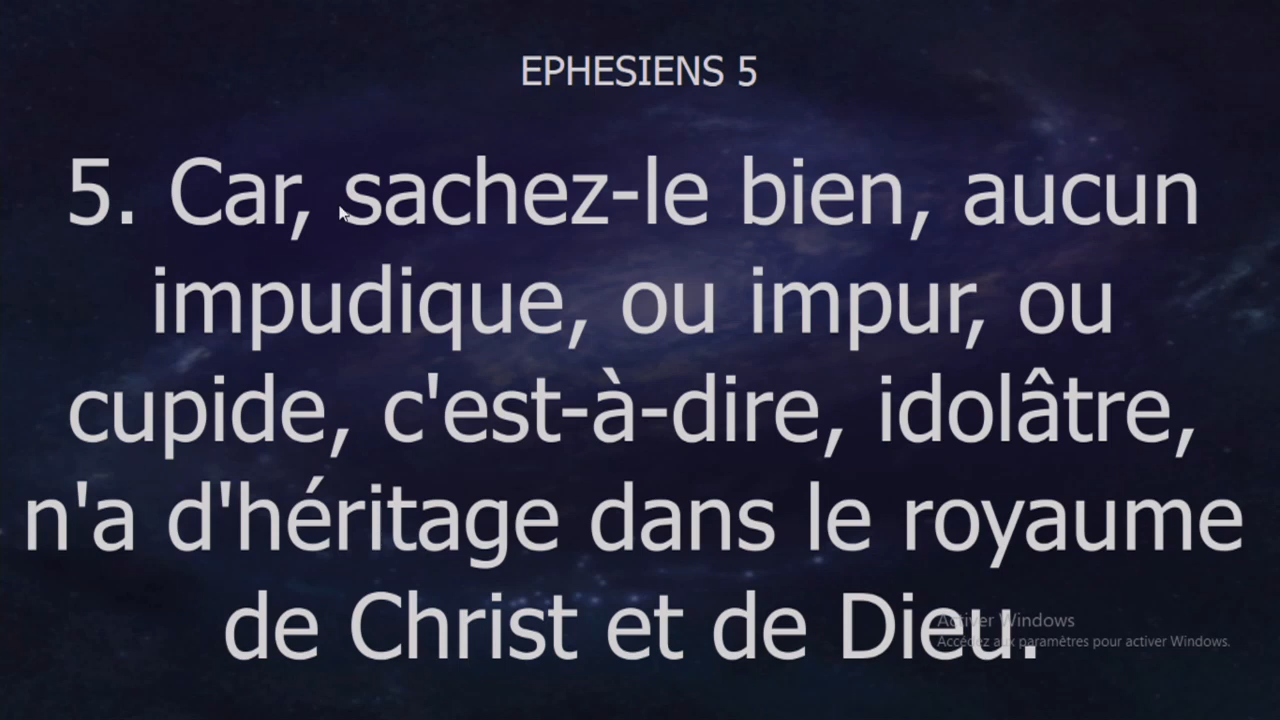 EPHESIENS 5
5. Car, sachez-le bien, aucun
impudique, ou impur, ou
cupide, c'est-à-dire, idolâtre,
n'a d'héritage dans le royaume
de Christ et de Dieu.
Activer Windows
Accédez aux paramètres pour activer Windows.